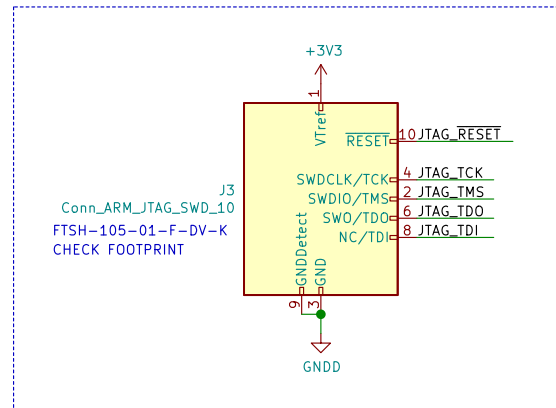 +3V3
1
VTref
RESET
10
JTAG_RESET
SWDCLK/TCK
4
JTAG_TCK
J3
SWDIO/TMS
2
JTAG_TMS
Conn_ARM_JTAG_SWD_10
SWO/TDO
6
JTAG_TDO
FTSH-105-01-F-DV-K
NC/TDI
8
JTAG_TDI
CHECK FOOTPRINT
GNDDetect
GND
9
3
GNDD